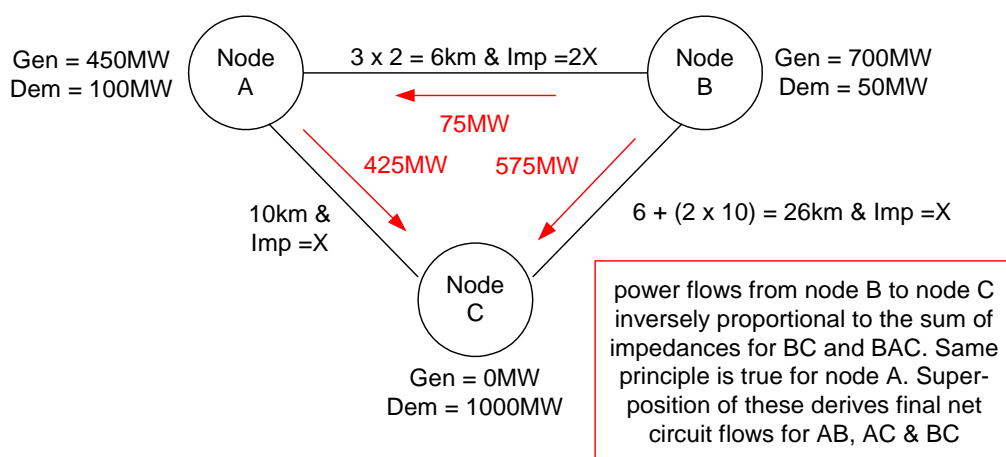 Gen = 450MW
Dem = 100MW
Node
A
3 x 2 = 6km & Imp =2X
Node
B
Gen = 700MW
Dem = 50MW
75MW
425MW
575MW
10km &
Imp =X
6 + (2 x 10) = 26km & Imp =X
Node
C
Gen = 0MW
Dem = 1000MW
power flows from node B to node C
inversely proportional to the sum of
impedances for BC and BAC. Same
principle is true for node A. Super-
position of these derives final net
circuit flows for AB, AC & BC